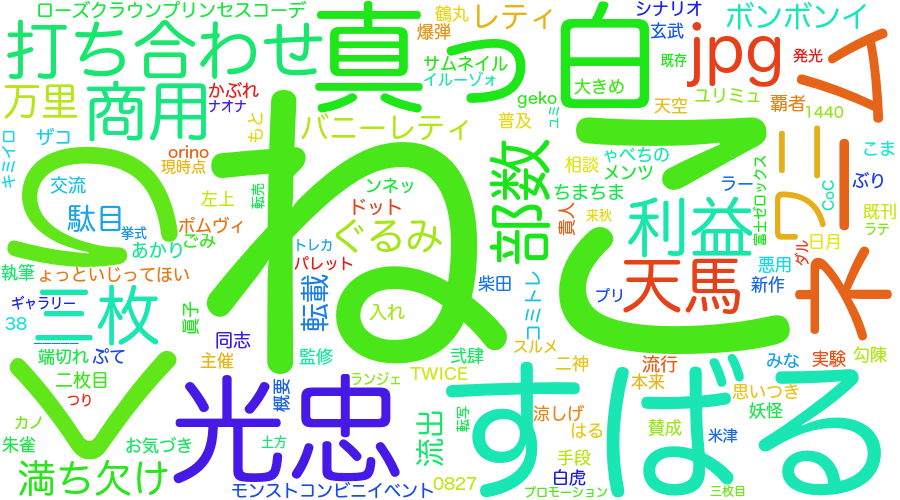 ローズクラウンプリンセスコーデ
鶴丸
レティ
シナリオ
ボンボンイ
爆弾
玄武
打ち合わせ
真っ白
jpg
ム
サムネイル
イルーゾォ
大きめ
既存
発光
万里
商用
かぶれ
ナオナ
もと
バニーレティ
geko
普及
ユミ
天空
ユリミュ
覇者
1440
キミイロ
ザコ
orino
現時点
ねこ
部数
相談
ゃべちの
メンツ
ワニ
こま
交流
転売
左上
ンネッ
ドット
ちまちま
ラー
富士ゼロックス
CoC
ぶり
駄目
挙式
ポムヴィ
ぐるみ
貴人
来秋
利益
既刊
ラテ
あかり
ごみ
トレカ
パレット
日月
ダル
執筆
ょっといじってほい
天馬
悪用
ネ
ギャラリー
三枚
眞子
転載
入れ
柴田
コミトレ
プリ
新作
38
同志
端切れ
ぷて
主催
監修
弐肆
スルメ
二神
流行
みな
実験
勾陳
二枚目
概要
ランジェ
TWICE
本来
思いつき
つり
光忠
すばる
涼しげ
妖怪
カノ
流出
転写
はる
賛成
米津
朱雀
お気づき
土方
手段
満ち欠け
0827
白虎
モンストコンビニイベント
プロモーション
三枚目